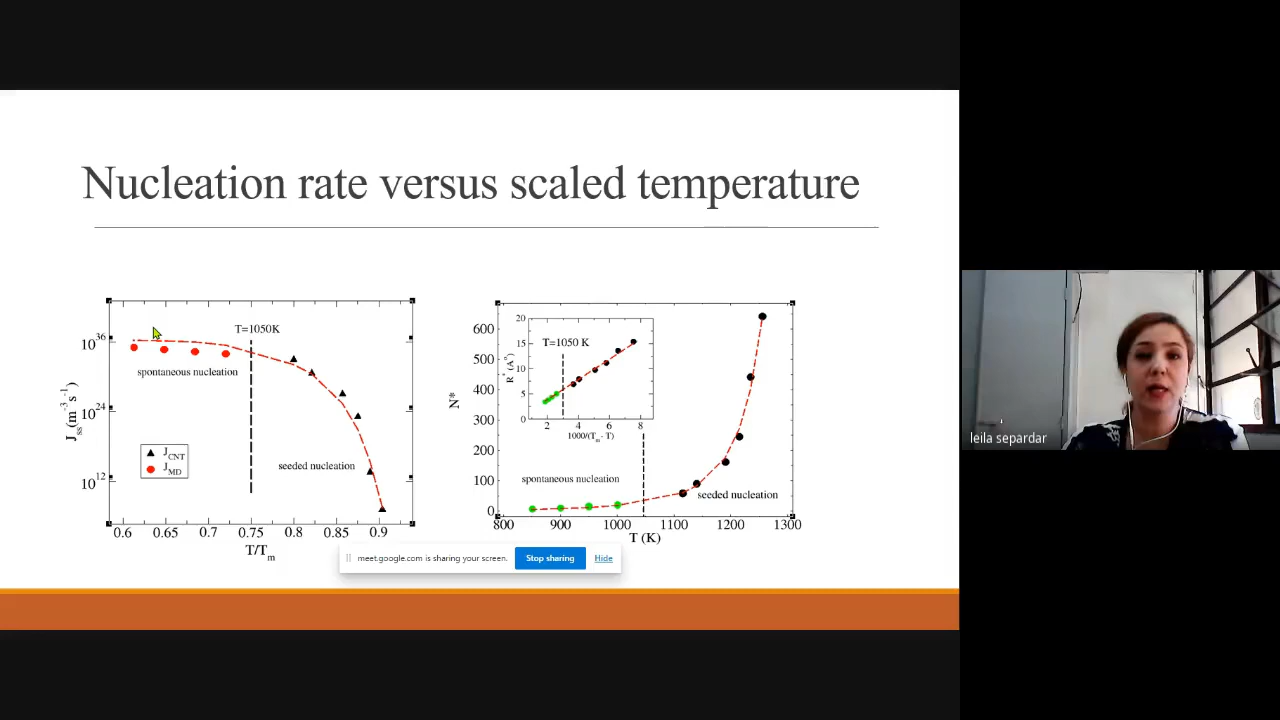 Nucleation rate versus scaled temperature
T=1050K
10^36
spontaneous nucleation
J_ss(m^-3 s^-1)
10^24
J_CNT
J_MD
seeded nucleation
10^12
0.6 0.65 0.7 0.75 0.8 0.85 0.9
T/T_m
600
500
400
300
200
100
0
N*
20
15
10
5
0
R*(A°)
T=1050 K
2 4 6 8
1000/(T_m - T)
spontaneous nucleation
seeded nucleation
800 900 1000 1100 1200 1300
T (K)
meet.google.com is sharing your screen. Stop sharing Hide
leila separdar